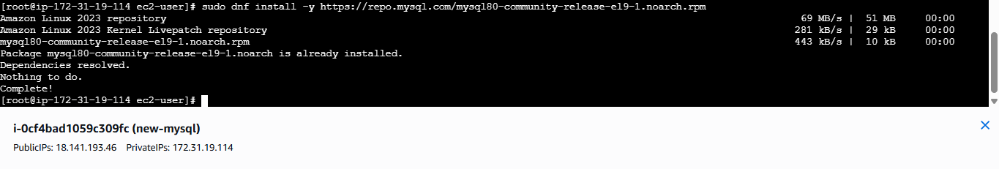 [root@ip-172-31-19-114 ec2-user]# sudo dnf install -y https://repo.mysql.com/mysql80-community-release-el9-1.noarch.rpm
Amazon Linux 2023 repository 69 MB/s | 51 MB 00:00
Amazon Linux 2023 Kernel Livepatch repository 281 kB/s | 29 kB 00:00
mysql80-community-release-el9-1.noarch.rpm 443 kB/s | 10 kB 00:00
Package mysql80-community-release-el9-1.noarch is already installed.
Dependencies resolved.
Nothing to do.
Complete!
[root@ip-172-31-19-114 ec2-user]#
i-0cf4bad1059c309fc (new-mysql)
PublicIPs: 18.141.193.46 PrivateIPs: 172.31.19.114